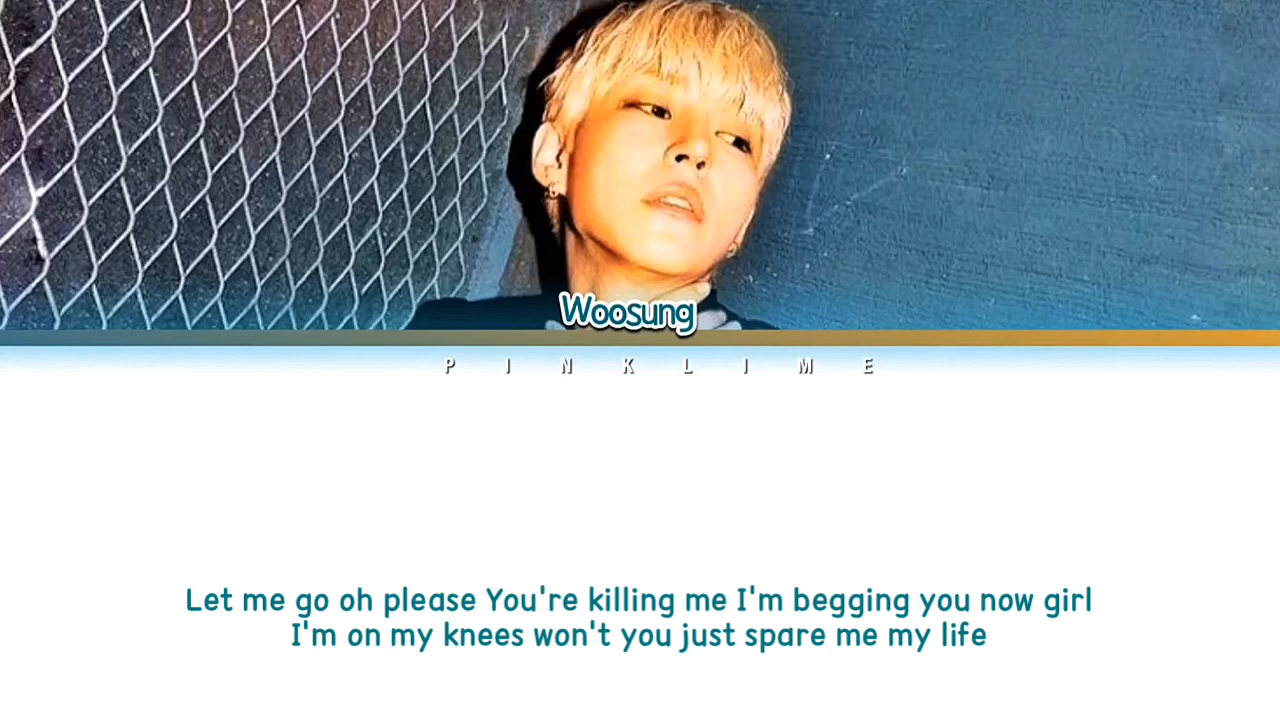 Woosung
PINKLIME
Let me go oh please You're killing me I'm begging you now girl
I'm on my knees won't you just spare me my life